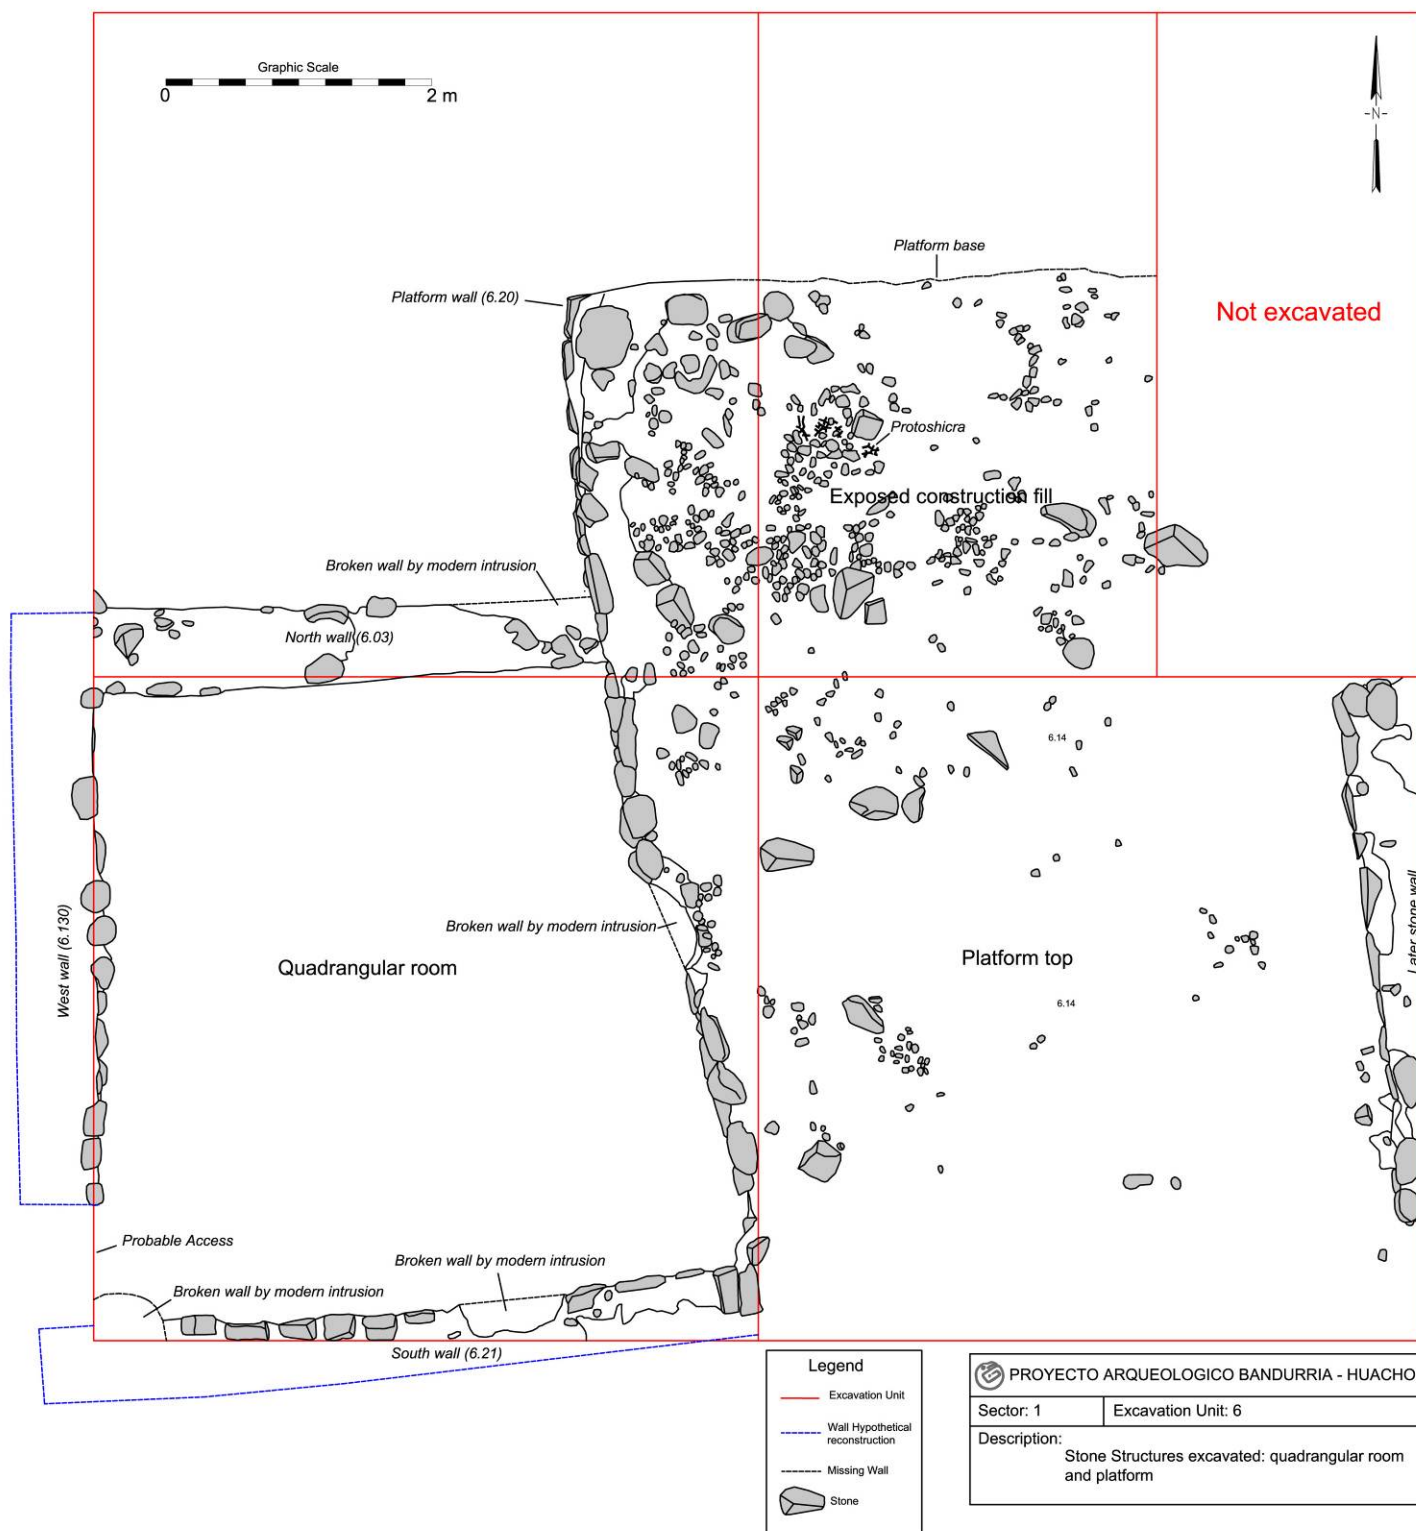 Graphic Scale
0 2 m
-N-
Platform base
Platform wall (6.20)
Not excavated
Protoshicra
Exposed construction fill
Broken wall by modern intrusion
North wall (6.03)
6.14
West wall (6.130)
Broken wall by modern intrusion
Quadrangular room
Platform top
Later stone wall
6.14
Probable Access
Broken wall by modern intrusion
Broken wall by modern intrusion
South wall (6.21)
Legend
Excavation Unit
Wall Hypothetical
reconstruction
Missing Wall
Stone
PROYECTO ARQUEOLOGICO BANDURRIA - HUACHO
Sector: 1 Excavation Unit: 6
Description:
Stone Structures excavated: quadrangular room
and platform